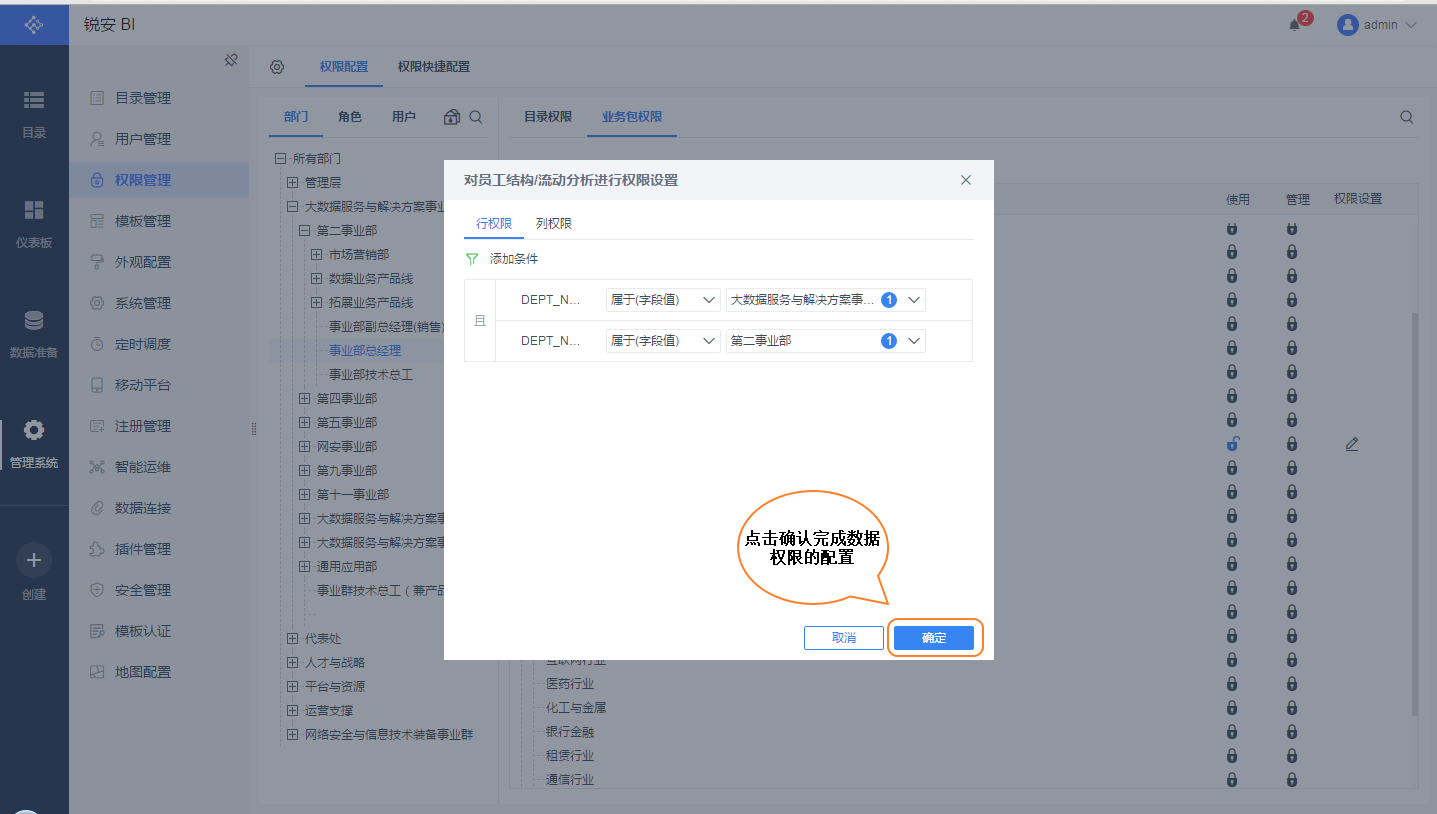 锐安 BI
2
admin
目录
仪表板
数据准备
管理系统
创建
目录管理
用户管理
权限管理
模板管理
外观配置
系统管理
定时调度
移动平台
注册管理
智能运维
数据连接
插件管理
安全管理
模板认证
地图配置
权限配置
权限快捷配置
部门
角色
用户
目录权限
业务包权限
所有部门
管理层
大数据服务与解决方案事业
第二事业部
市场营销部
数据业务产品线
拓展业务产品线
事业部副总经理(销售)
事业部总经理
事业部技术总工
第四事业部
第五事业部
网安事业部
第九事业部
第十一事业部
大数据服务与解决方案事
大数据服务与解决方案事
通用应用部
事业群技术总工（兼产品
代表处
人才与战略
平台与资源
运营支撑
网络安全与信息技术装备事业群
使用
管理
权限设置
对员工结构/流动分析进行权限设置
行权限
列权限
添加条件
且
DEPT_N...
属于(字段值)
大数据服务与解决方案事...
1
DEPT_N...
属于(字段值)
第二事业部
1
点击确认完成数据
权限的配置
取消
确定
互联网行业
医药行业
化工与金属
银行金融
租赁行业
通信行业